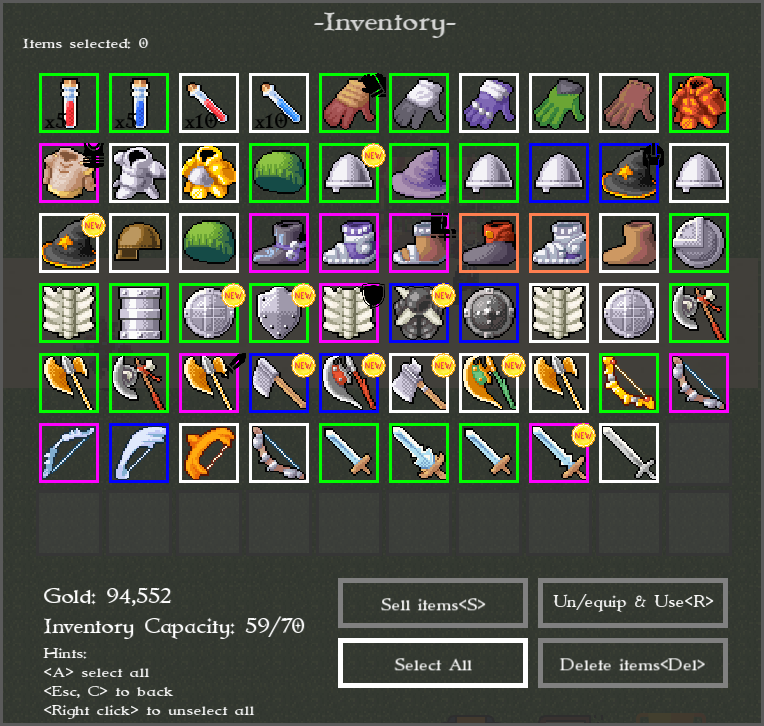 -Inventory-
Items selected: 0
x5
x5
x10
x10
NEW
NEW
NEW
NEW
NEW
NEW
NEW
NEW
NEW
NEW
Gold: 94,552
Inventory Capacity: 59/70
Hints:
<A> select all
<Esc, C> to back
<Right click> to unselect all
Sell items<S>
Un/equip & Use<R>
Select All
Delete items<Del>